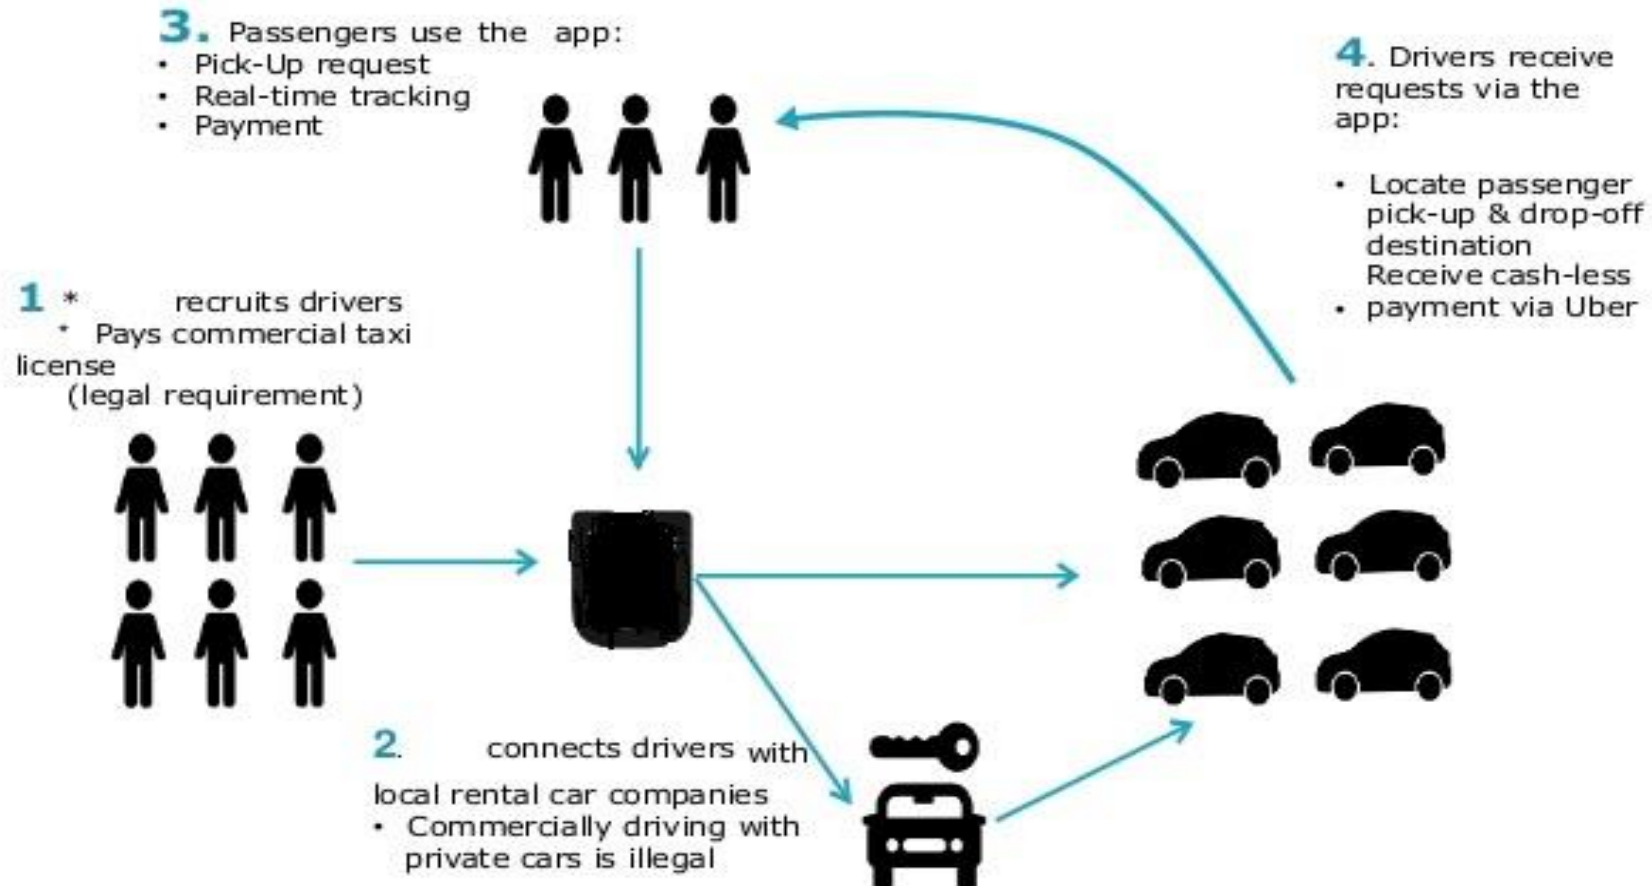 3. Passengers use the app:
• Pick-Up request
• Real-time tracking
• Payment
1 * recruits drivers
* Pays commercial taxi
license
(legal requirement)
2. connects drivers with
local rental car companies
• Commercially driving with
private cars is illegal
4. Drivers receive
requests via the
app:
• Locate passenger
pick-up & drop-off
destination
Receive cash-less
• payment via Uber